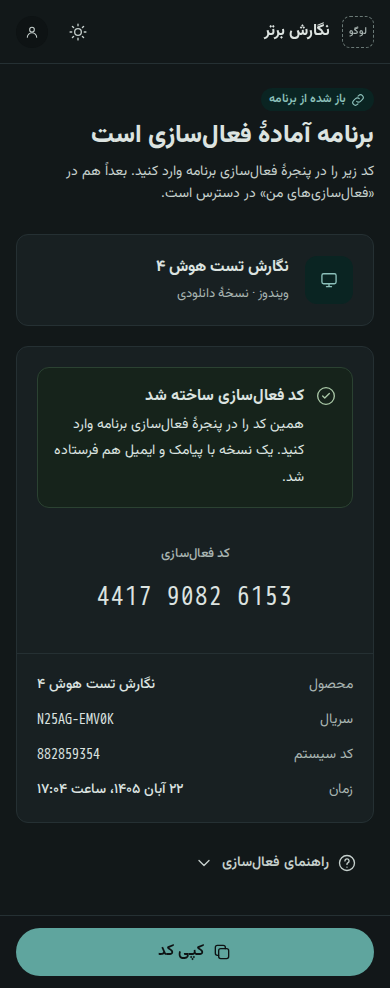 لوگو
نگارش برتر
باز شده از برنامه
برنامه آمادهٔ فعال‌سازی است
کد زیر را در پنجرهٔ فعال‌سازی برنامه وارد کنید. بعداً هم در
«فعال‌سازی‌های من» در دسترس است.
نگارش تست هوش ۴
ویندوز · نسخهٔ دانلودی
کد فعال‌سازی ساخته شد
همین کد را در پنجرهٔ فعال‌سازی برنامه وارد
کنید. یک نسخه با پیامک و ایمیل هم فرستاده
شد.
کد فعال‌سازی
4417 9082 6153
محصول نگارش تست هوش ۴
سریال N25AG-EMV0K
کد سیستم 882859354
زمان ۲۲ آبان ۱۴۰۵، ساعت ۱۷:۰۴
راهنمای فعال‌سازی
کپی کد